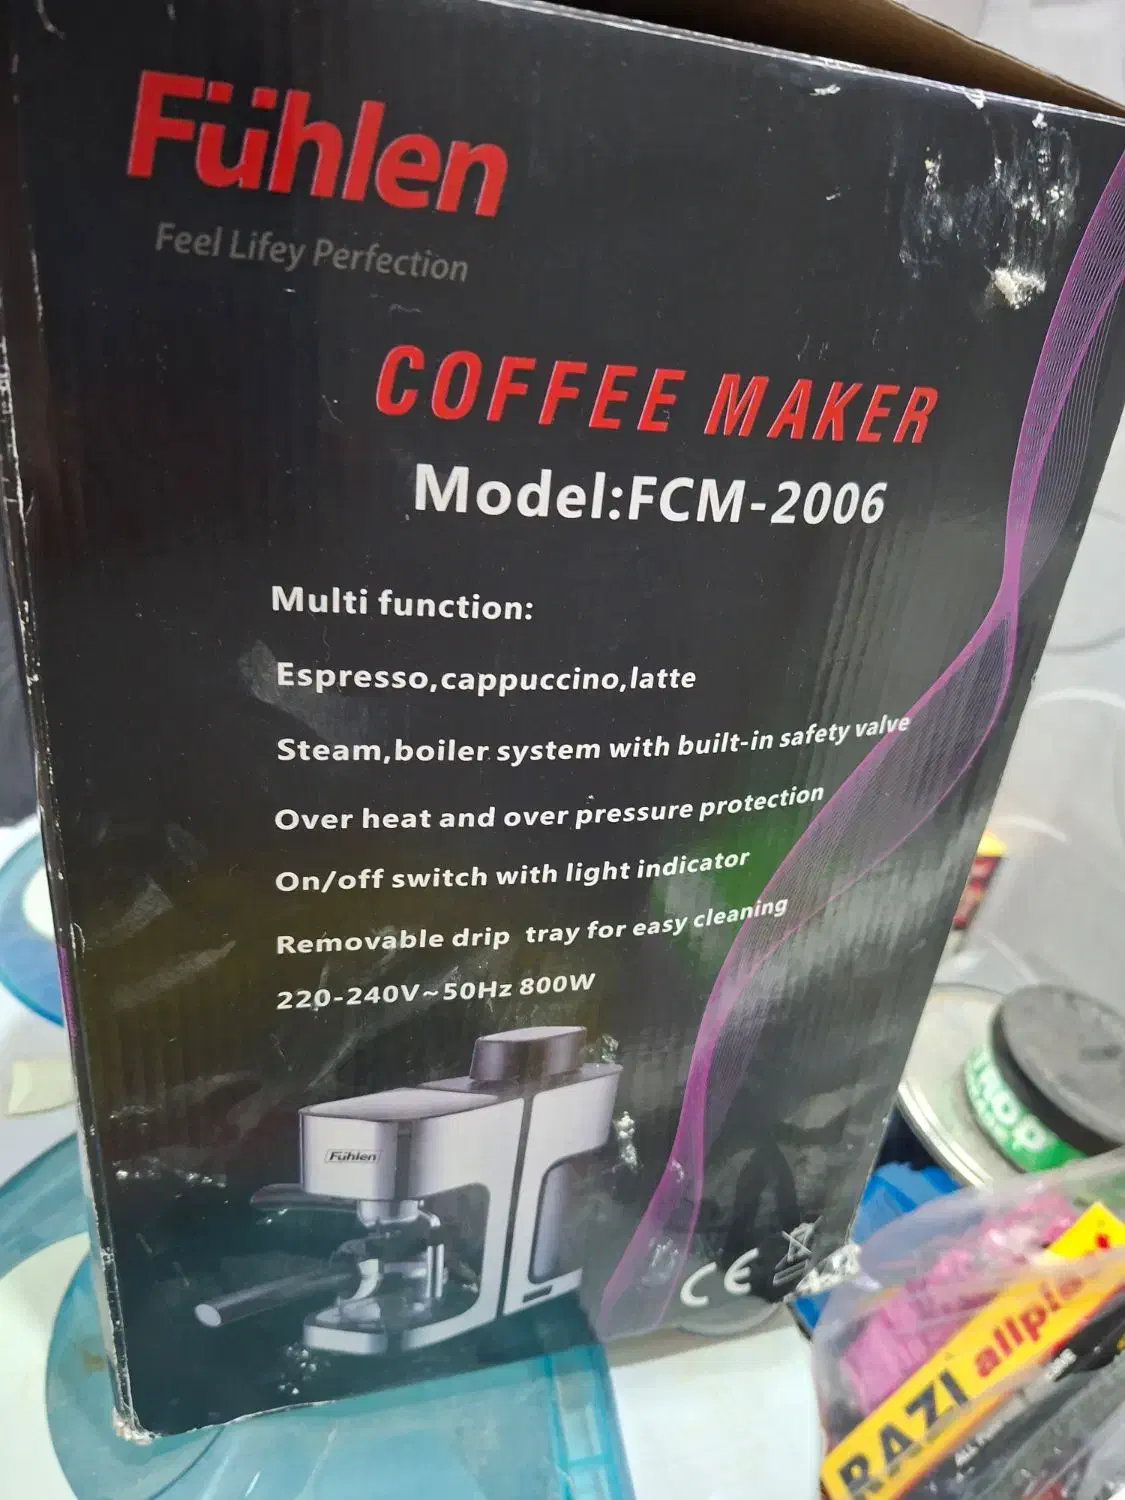 Fühlen
Feel Lifey Perfection
COFFEE MAKER
Model:FCM-2006
Multi function:
Espresso,cappuccino,latte
Steam,boiler system with built-in safety valve
Over heat and over pressure protection
On/off switch with light indicator
Removable drip tray for easy cleaning
220-240V~50Hz 800W
Fühlen
CE
RAZI allpla